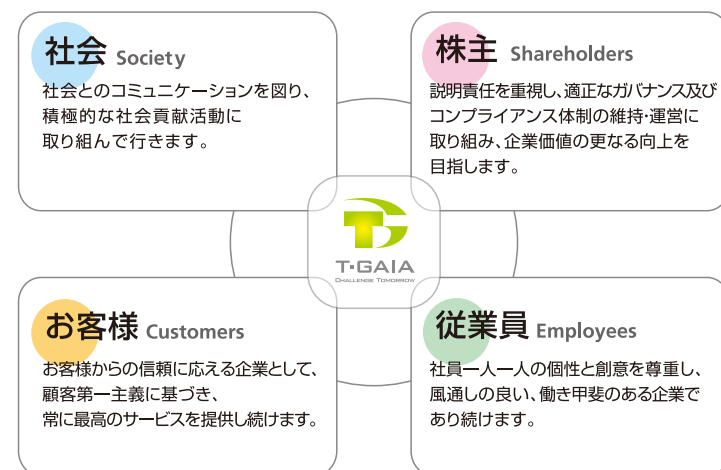 社会 Society
社会とのコミュニケーションを図り、
積極的な社会貢献活動に
取り組んで行きます。
株主 Shareholders
説明責任を重視し、適正なガバナンス及び
コンプライアンス体制の維持・運営に
取り組み、企業価値の更なる向上を
目指します。
T・GAIA
CHALLENGE TOMORROW
お客様 Customers
お客様からの信頼に応える企業として、
顧客第一主義に基づき、
常に最高のサービスを提供し続けます。
従業員 Employees
社員一人一人の個性と創意を尊重し、
風通しの良い、働き甲斐のある企業で
あり続けます。